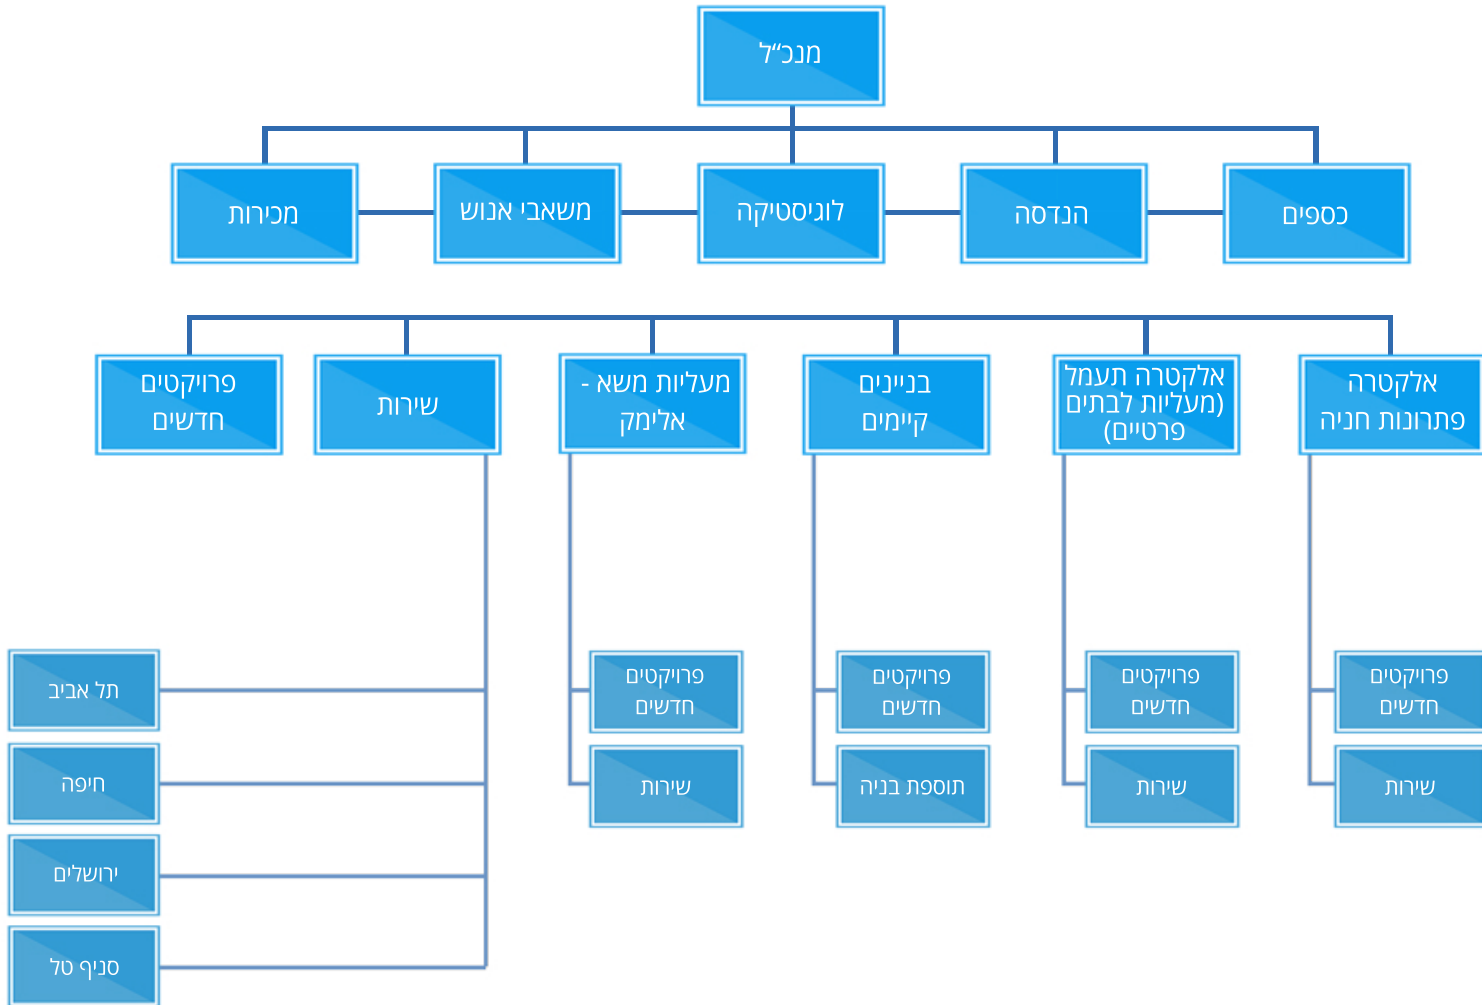 מנכ“ל
כספים
הנדסה
לוגיסטיקה
משאבי אנוש
מכירות
אלקטרה
פתרונות חניה
אלקטרה תעמל
(מעליות לבתים
פרטיים)
בניינים
קיימים
מעליות משא -
אלימק
שירות
פרויקטים
חדשים
פרויקטים
חדשים
שירות
פרויקטים
חדשים
שירות
פרויקטים
חדשים
תוספת בניה
פרויקטים
חדשים
שירות
תל אביב
חיפה
ירושלים
סניף טל